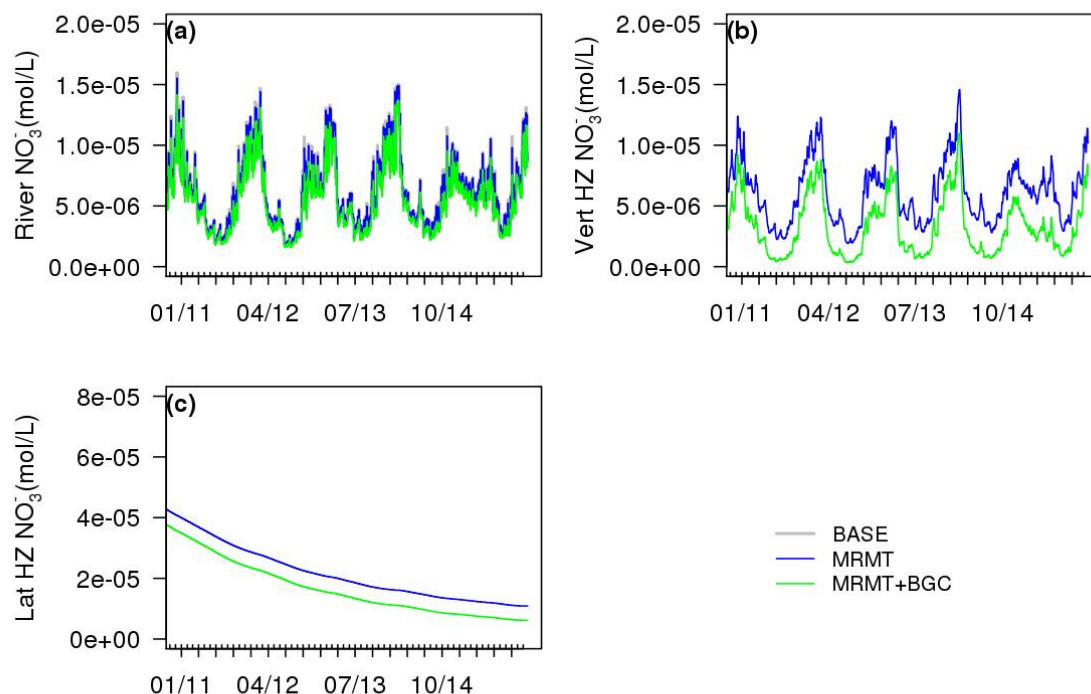 (a)
River NO₃⁻(mol/L)
2.0e-05
1.5e-05
1.0e-05
5.0e-06
0.0e+00
01/11 04/12 07/13 10/14
(b)
Vert HZ NO₃⁻(mol/L)
2.0e-05
1.5e-05
1.0e-05
5.0e-06
0.0e+00
01/11 04/12 07/13 10/14
(c)
Lat HZ NO₃⁻(mol/L)
8e-05
6e-05
4e-05
2e-05
0e+00
01/11 04/12 07/13 10/14
BASE
MRMT
MRMT+BGC